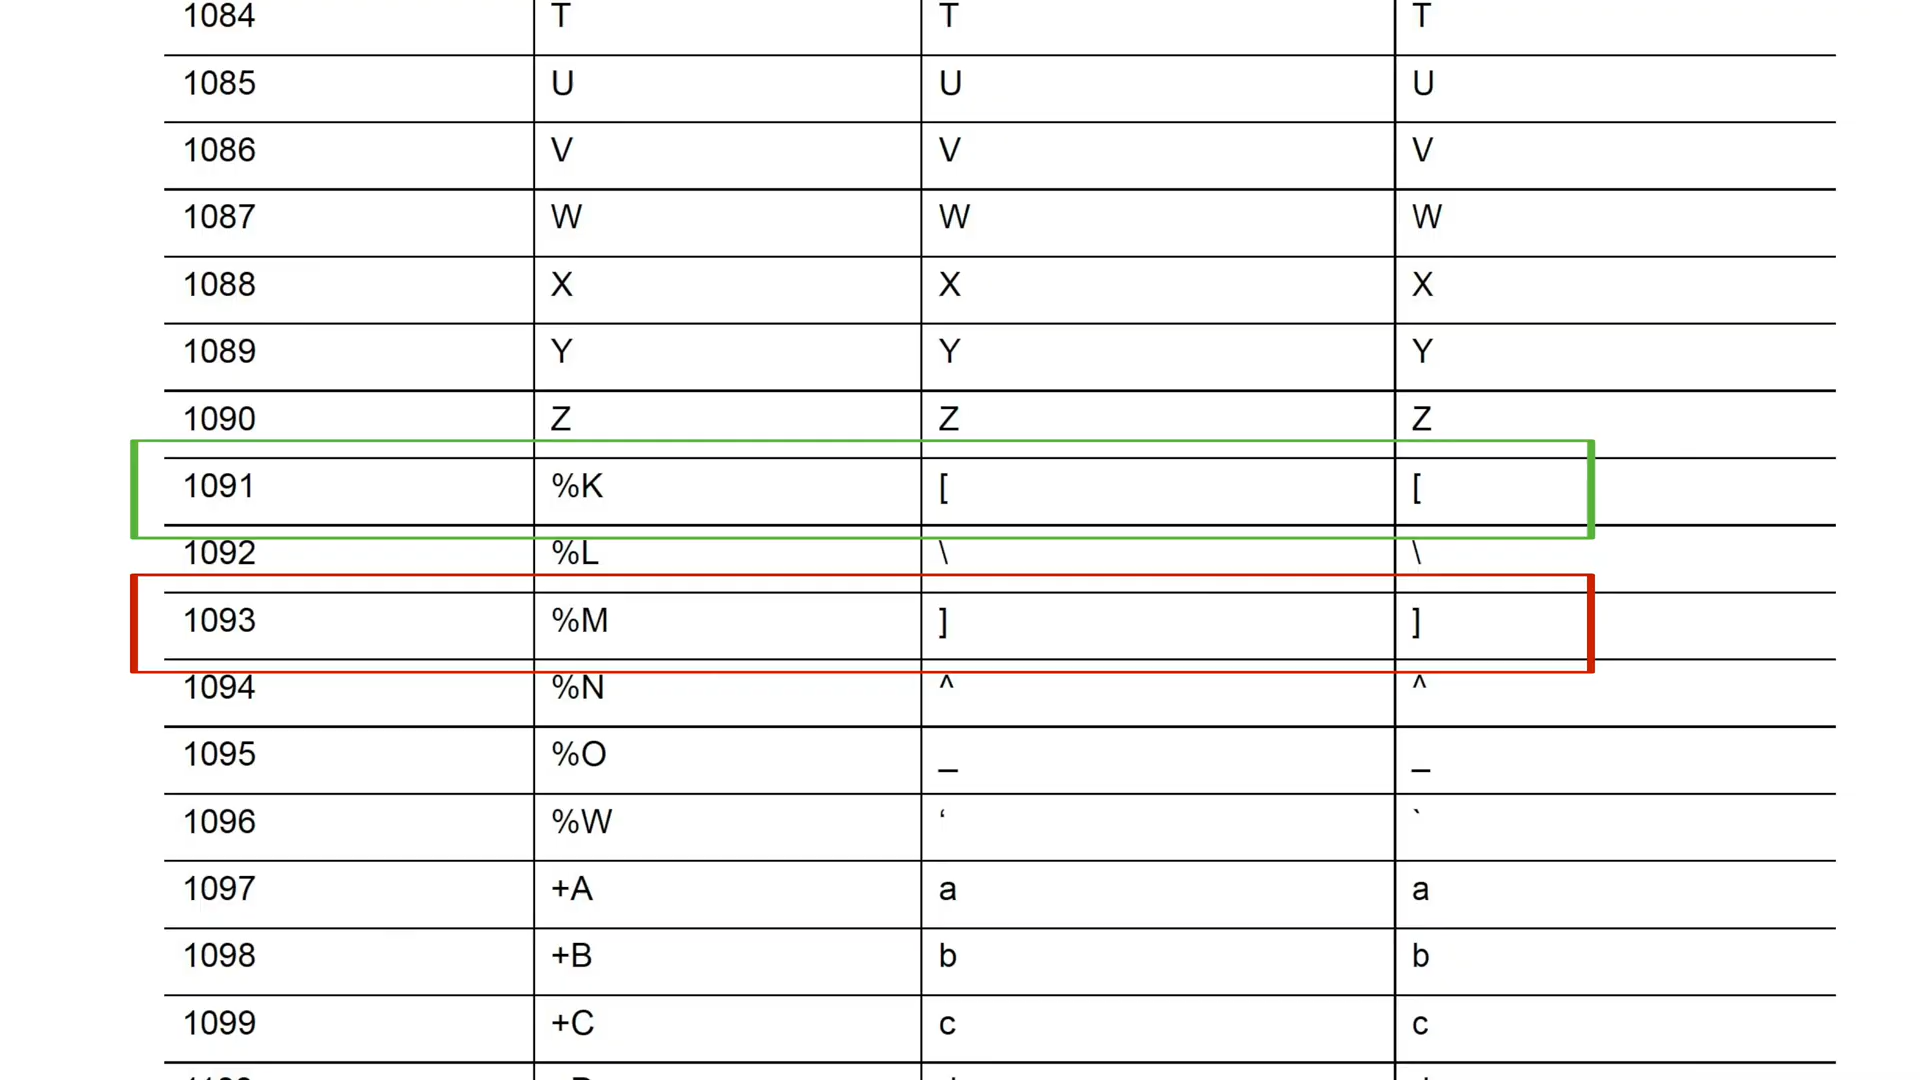 1084 T T T
1085 U U U
1086 V V V
1087 W W W
1088 X X X
1089 Y Y Y
1090 Z Z Z
1091 %K [ [
1092 %L \ \
1093 %M ] ]
1094 %N ^ ^
1095 %O _ _
1096 %W ‘ `
1097 +A a a
1098 +B b b
1099 +C c c